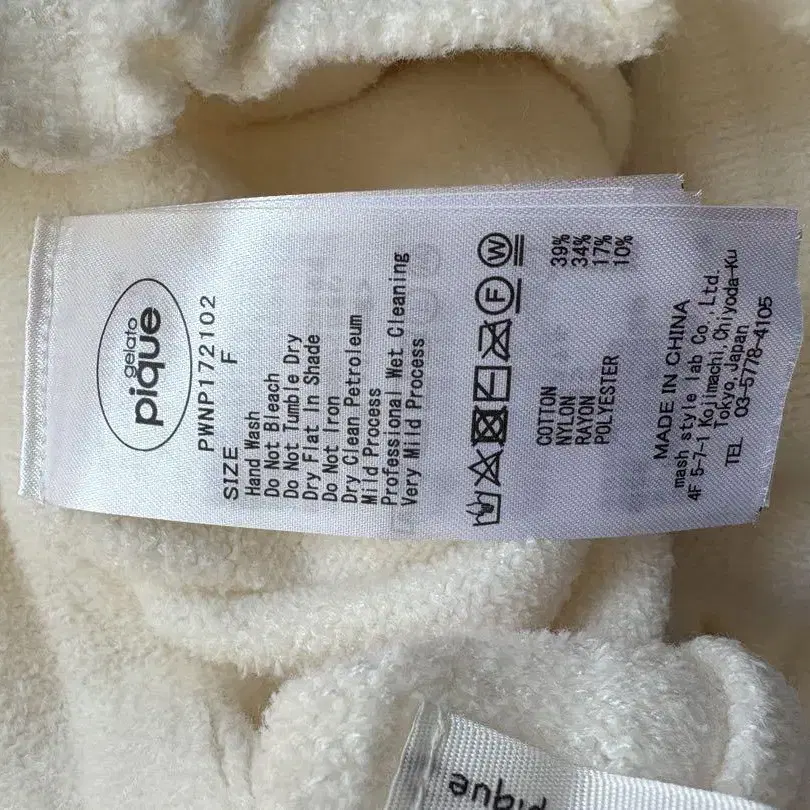 gelato
pique
PWNP172102
SIZE F
Hand Wash
Do Not Bleach
Do Not Tumble Dry
Dry Flat In Shade
Do Not Iron
Dry Clean Petroleum
Mild Process
Professional Wet Cleaning
Very Mild Process
F W
COTTON 39%
NYLON 34%
RAYON 17%
POLYESTER 10%
MADE IN CHINA
mash style lab Co.,Ltd.
4F 5-7-1 Kojimachi,Chiyoda-Ku
Tokyo,Japan
TEL 03-5778-4105
pique
pique